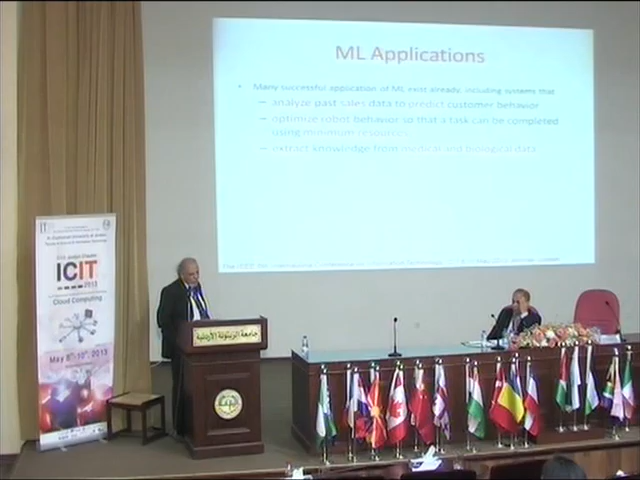 ML Applications
• Many successful application of ML exist already, including systems that
– analyze past sales data to predict customer behavior
– optimize robot behavior so that a task can be completed
using minimum resources
– extract knowledge from medical and biological data
ICIT
2013
Cloud Computing
May 8th-10th, 2013
جامعة الزيتونة الأردنية